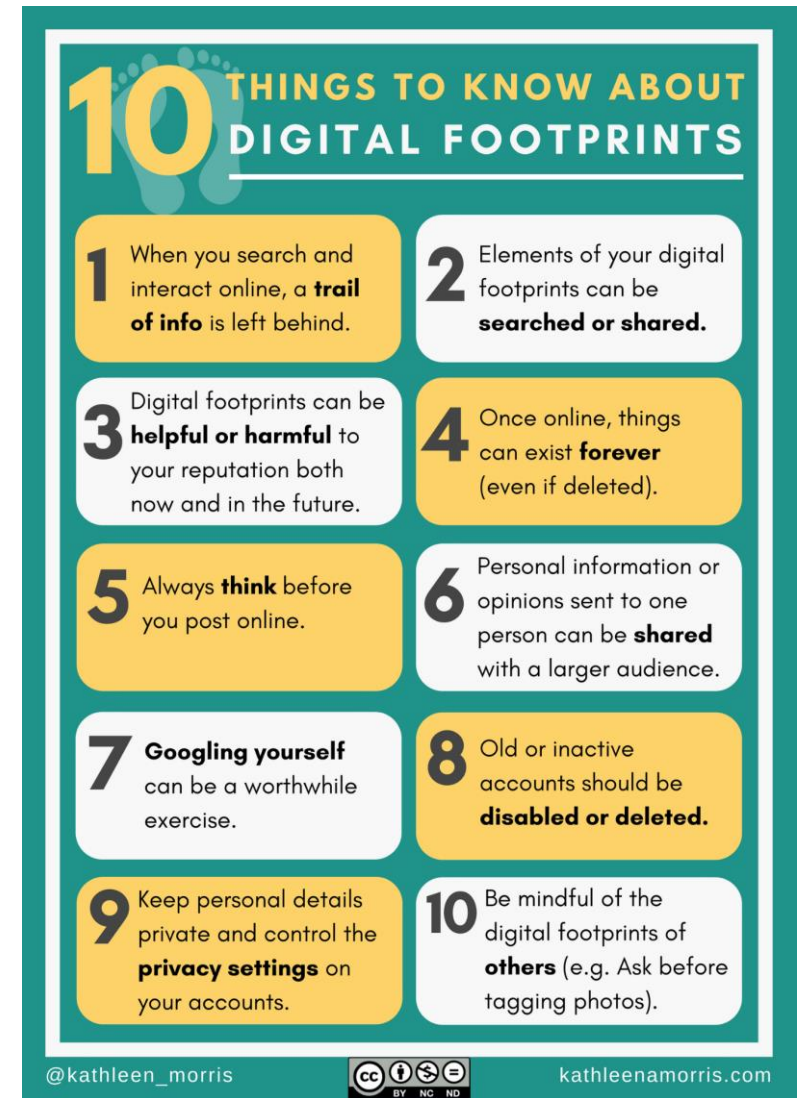 10 THINGS TO KNOW ABOUT
DIGITAL FOOTPRINTS
1 When you search and
interact online, a trail
of info is left behind.
2 Elements of your digital
footprints can be
searched or shared.
3 Digital footprints can be
helpful or harmful to
your reputation both
now and in the future.
4 Once online, things
can exist forever
(even if deleted).
5 Always think before
you post online.
6 Personal information or
opinions sent to one
person can be shared
with a larger audience.
7 Googling yourself
can be a worthwhile
exercise.
8 Old or inactive
accounts should be
disabled or deleted.
9 Keep personal details
private and control the
privacy settings on
your accounts.
10 Be mindful of the
digital footprints of
others (e.g. Ask before
tagging photos).
@kathleen_morris
cc
BY NC ND
kathleenamorris.com